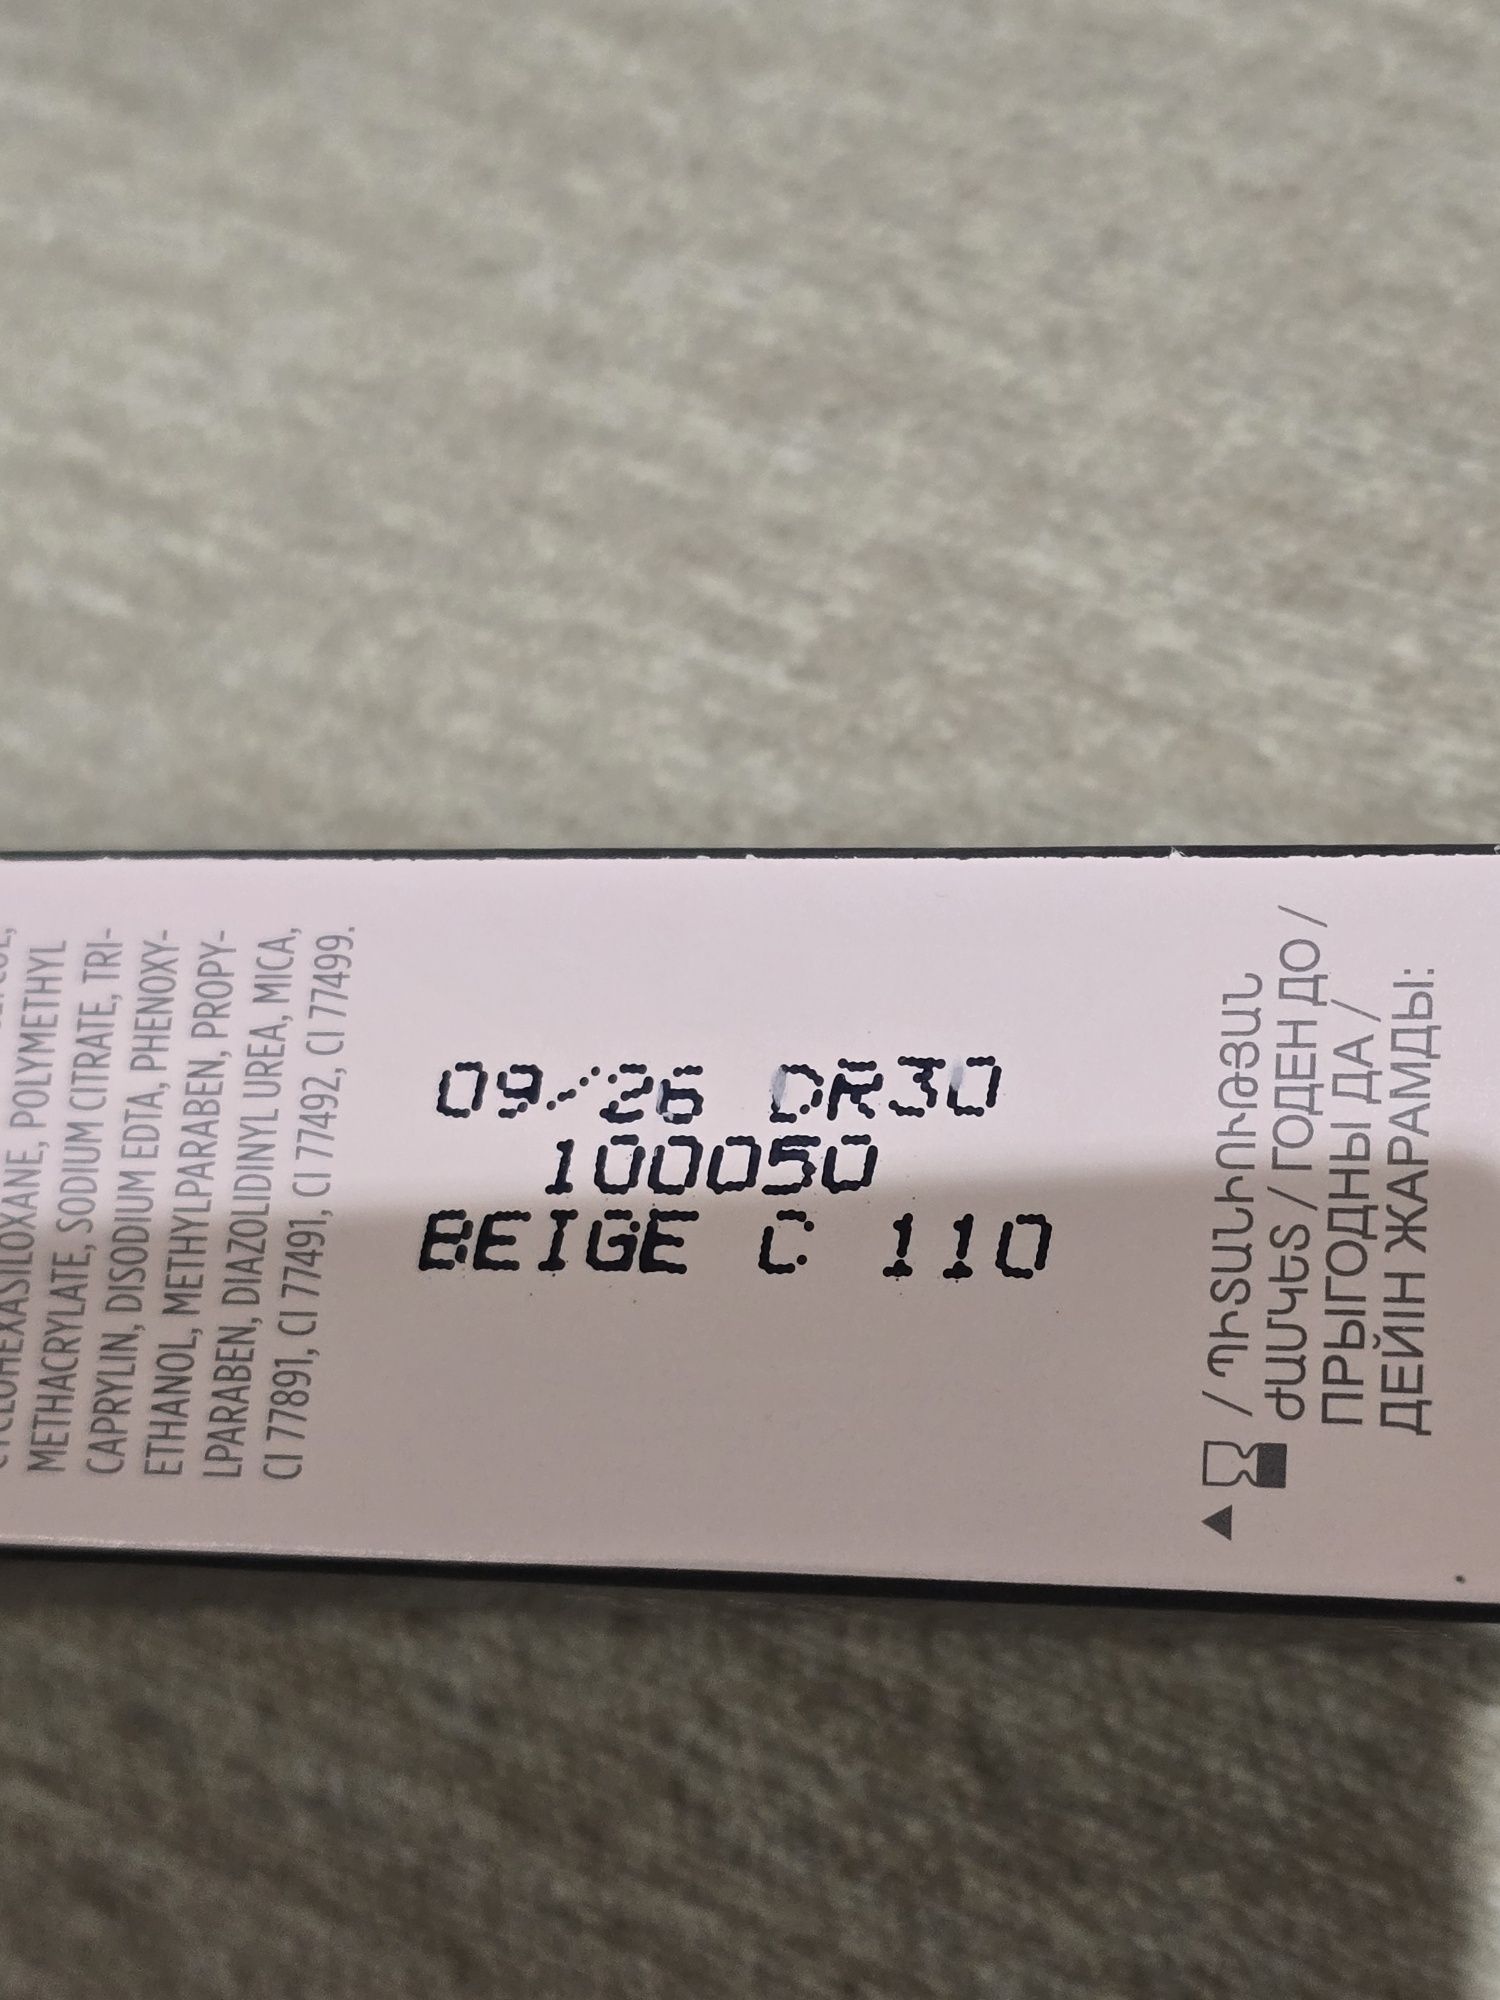 METHACRYLATE, SODIUM CITRATE, TRI-
CAPRYLIN, DISODIUM EDTA, PHENOXY-
ETHANOL, METHYLPARABEN, PROPY-
LPARABEN, DIAZOLIDINYL UREA, MICA,
CI 77891, CI 77491, CI 77492, CI 77499.
09/26 DR30
100050
BEIGE C 110
/ ՊԻՏԱՆԻՈՒԹՅԱՆ
ԺԱՄԿԵՏ / ГОДЕН ДО /
ПРЫГОДНЫ ДА /
ДЕЙІН ЖАРАМДЫ: